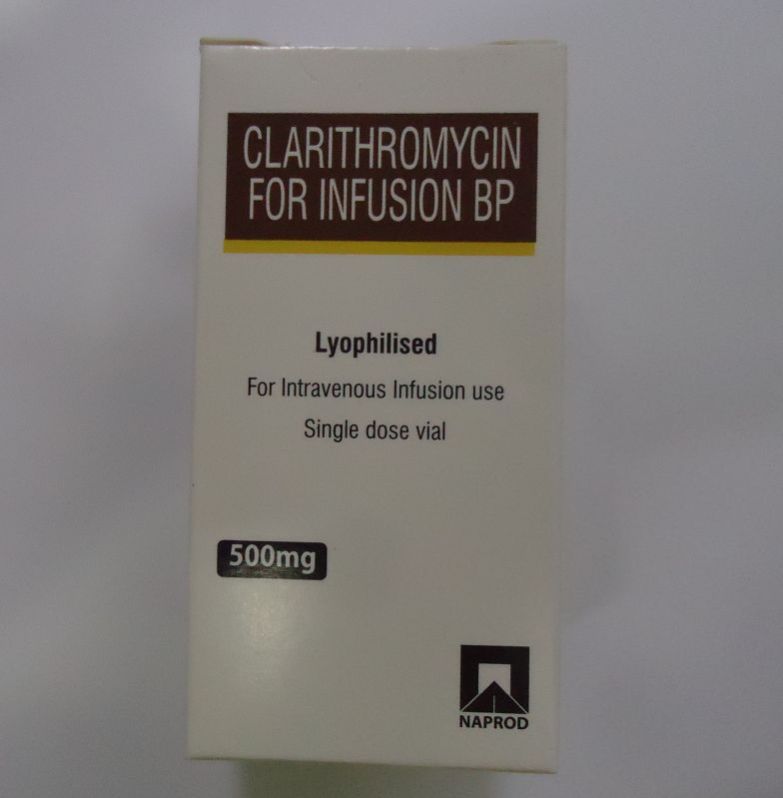 CLARITHROMYCIN
FOR INFUSION BP
Lyophilised
For Intravenous Infusion use
Single dose vial
500mg
NAPROD